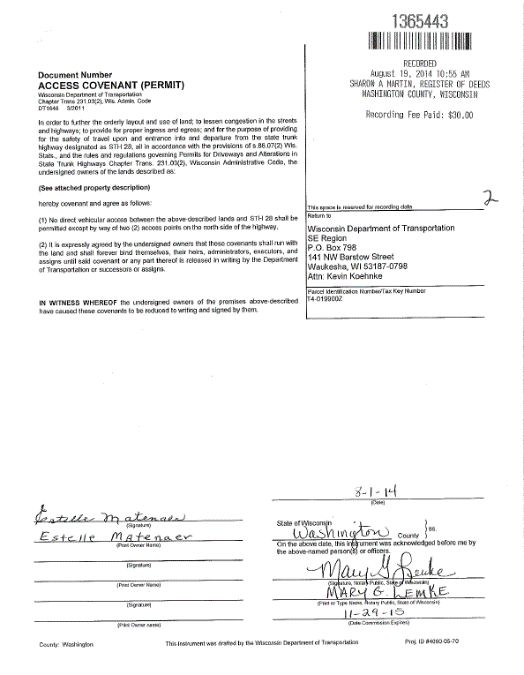 1365443
RECORDED
August 19, 2014 10:55 AM
SHARON A MARTIN, REGISTER OF DEEDS
WASHINGTON COUNTY, WISCONSIN
Recording Fee Paid: $30.00
Document Number
ACCESS COVENANT (PERMIT)
Wisconsin Department of Transportation
Chapter Trans 231.03(2), Wis. Admin. Code
DT1648 3/2011
In order to further the orderly layout and use of land; to lessen congestion in the streets
and highways; to provide for proper ingress and egress; and for the purpose of providing
for the safety of travel upon and entrance into and departure from the state trunk
highway designated as STH 28, all in accordance with the provisions of s.86.07(2) Wis.
Stats., and the rules and regulations governing Permits for Driveways and Alterations in
State Trunk Highways Chapter Trans. 231.03(2), Wisconsin Administrative Code, the
undersigned owners of the lands described as:
(See attached property description)
hereby covenant and agree as follows:
(1) No direct vehicular access between the above-described lands and STH 28 shall be
permitted except by way of two (2) access points on the north side of the highway.
(2) It is expressly agreed by the undersigned owners that these covenants shall run with
the land and shall forever bind themselves, their heirs, administrators, executors, and
assigns until said covenant or any part thereof is released in writing by the Department
of Transportation or successors or assigns.
IN WITNESS WHEREOF the undersigned owners of the premises above-described
have caused these covenants to be reduced to writing and signed by them.
2
This space is reserved for recording data
Return to
Wisconsin Department of Transportation
SE Region
P.O. Box 798
141 NW Barstow Street
Waukesha, WI 53187-0798
Attn: Kevin Koehnke
Parcel Identification Number/Tax Key Number
T4-019900Z
8-1-14
(Date)
Estelle Matenaer
(Signature)
Estelle Matenaer
(Print Owner Name)
(Signature)
(Print Owner Name)
(Signature)
(Print Owner name)
State of Wisconsin
Washington County ) ss.
On the above date, this instrument was acknowledged before me by
the above-named person(s) or officers.
Mary G Lemke
(Signature, Notary Public, State of Wisconsin)
MARY G. LEMKE
(Print or Type Name, Notary Public, State of Wisconsin)
11-29-15
(Date Commission Expires)
County: Washington
This instrument was drafted by the Wisconsin Department of Transportation
Proj. ID #4080-05-70